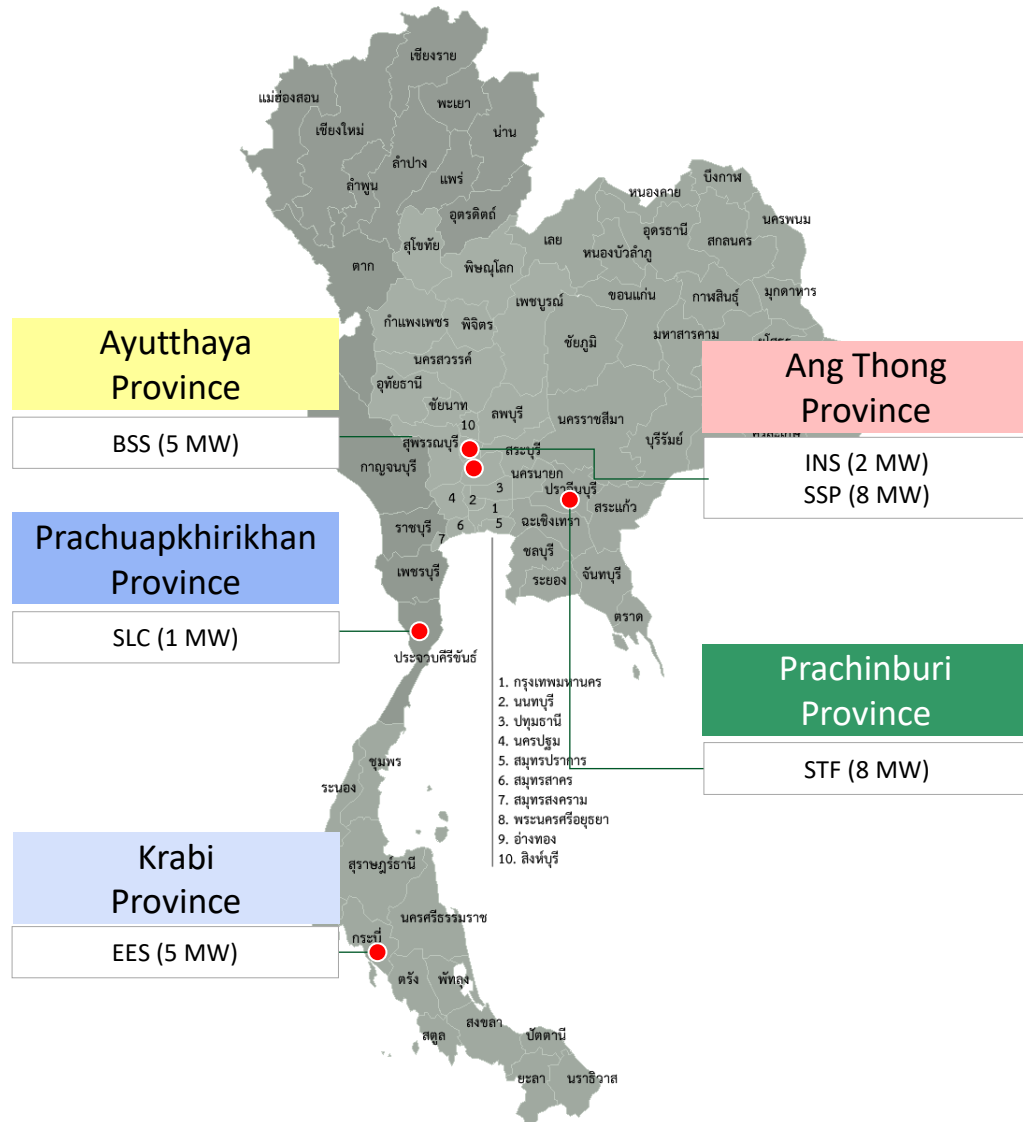 เชียงราย
แม่ฮ่องสอน
พะเยา
เชียงใหม่
น่าน
ลำปาง
แพร่
ลำพูน
อุตรดิตถ์
สุโขทัย
ตาก
พิษณุโลก
เพชรบูรณ์
กำแพงเพชร
พิจิตร
นครสวรรค์
อุทัยธานี
ชัยนาท
ลพบุรี
10
สุพรรณบุรี
สระบุรี
กาญจนบุรี
นครนายก
ปราจีนบุรี
สระแก้ว
3
4
2
1
ฉะเชิงเทรา
5
6
7
ราชบุรี
ชลบุรี
เพชรบุรี
ระยอง
จันทบุรี
ตราด
ประจวบคีรีขันธ์
บึงกาฬ
หนองคาย
นครพนม
อุดรธานี
เลย
สกลนคร
หนองบัวลำภู
ขอนแก่น
กาฬสินธุ์
มุกดาหาร
มหาสารคาม
ชัยภูมิ
นครราชสีมา
บุรีรัมย์
Ayutthaya
Province
BSS (5 MW)
Ang Thong
Province
INS (2 MW)
SSP (8 MW)
Prachuapkhirikhan
Province
SLC (1 MW)
Prachinburi
Province
STF (8 MW)
1. กรุงเทพมหานคร
2. นนทบุรี
3. ปทุมธานี
4. นครปฐม
5. สมุทรปราการ
6. สมุทรสาคร
7. สมุทรสงคราม
8. พระนครศรีอยุธยา
9. อ่างทอง
10. สิงห์บุรี
Krabi
Province
EES (5 MW)
ชุมพร
ระนอง
สุราษฎร์ธานี
นครศรีธรรมราช
กระบี่
ตรัง
พัทลุง
สงขลา
สตูล
ปัตตานี
ยะลา
นราธิวาส